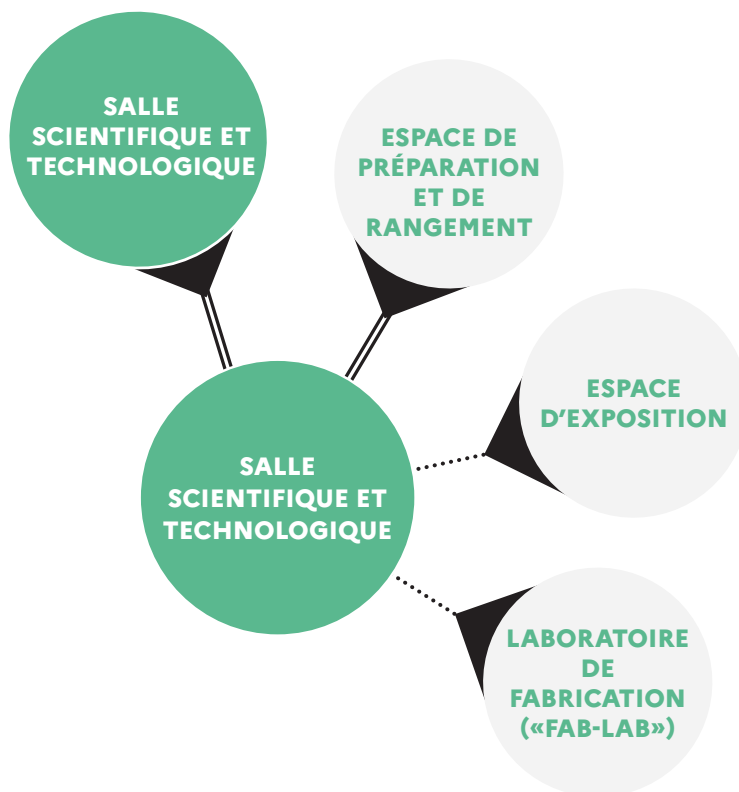 SALLE
SCIENTIFIQUE ET
TECHNOLOGIQUE
ESPACE DE
PRÉPARATION
ET DE
RANGEMENT
ESPACE
D'EXPOSITION
SALLE
SCIENTIFIQUE ET
TECHNOLOGIQUE
LABORATOIRE
DE
FABRICATION
(«FAB-LAB»)